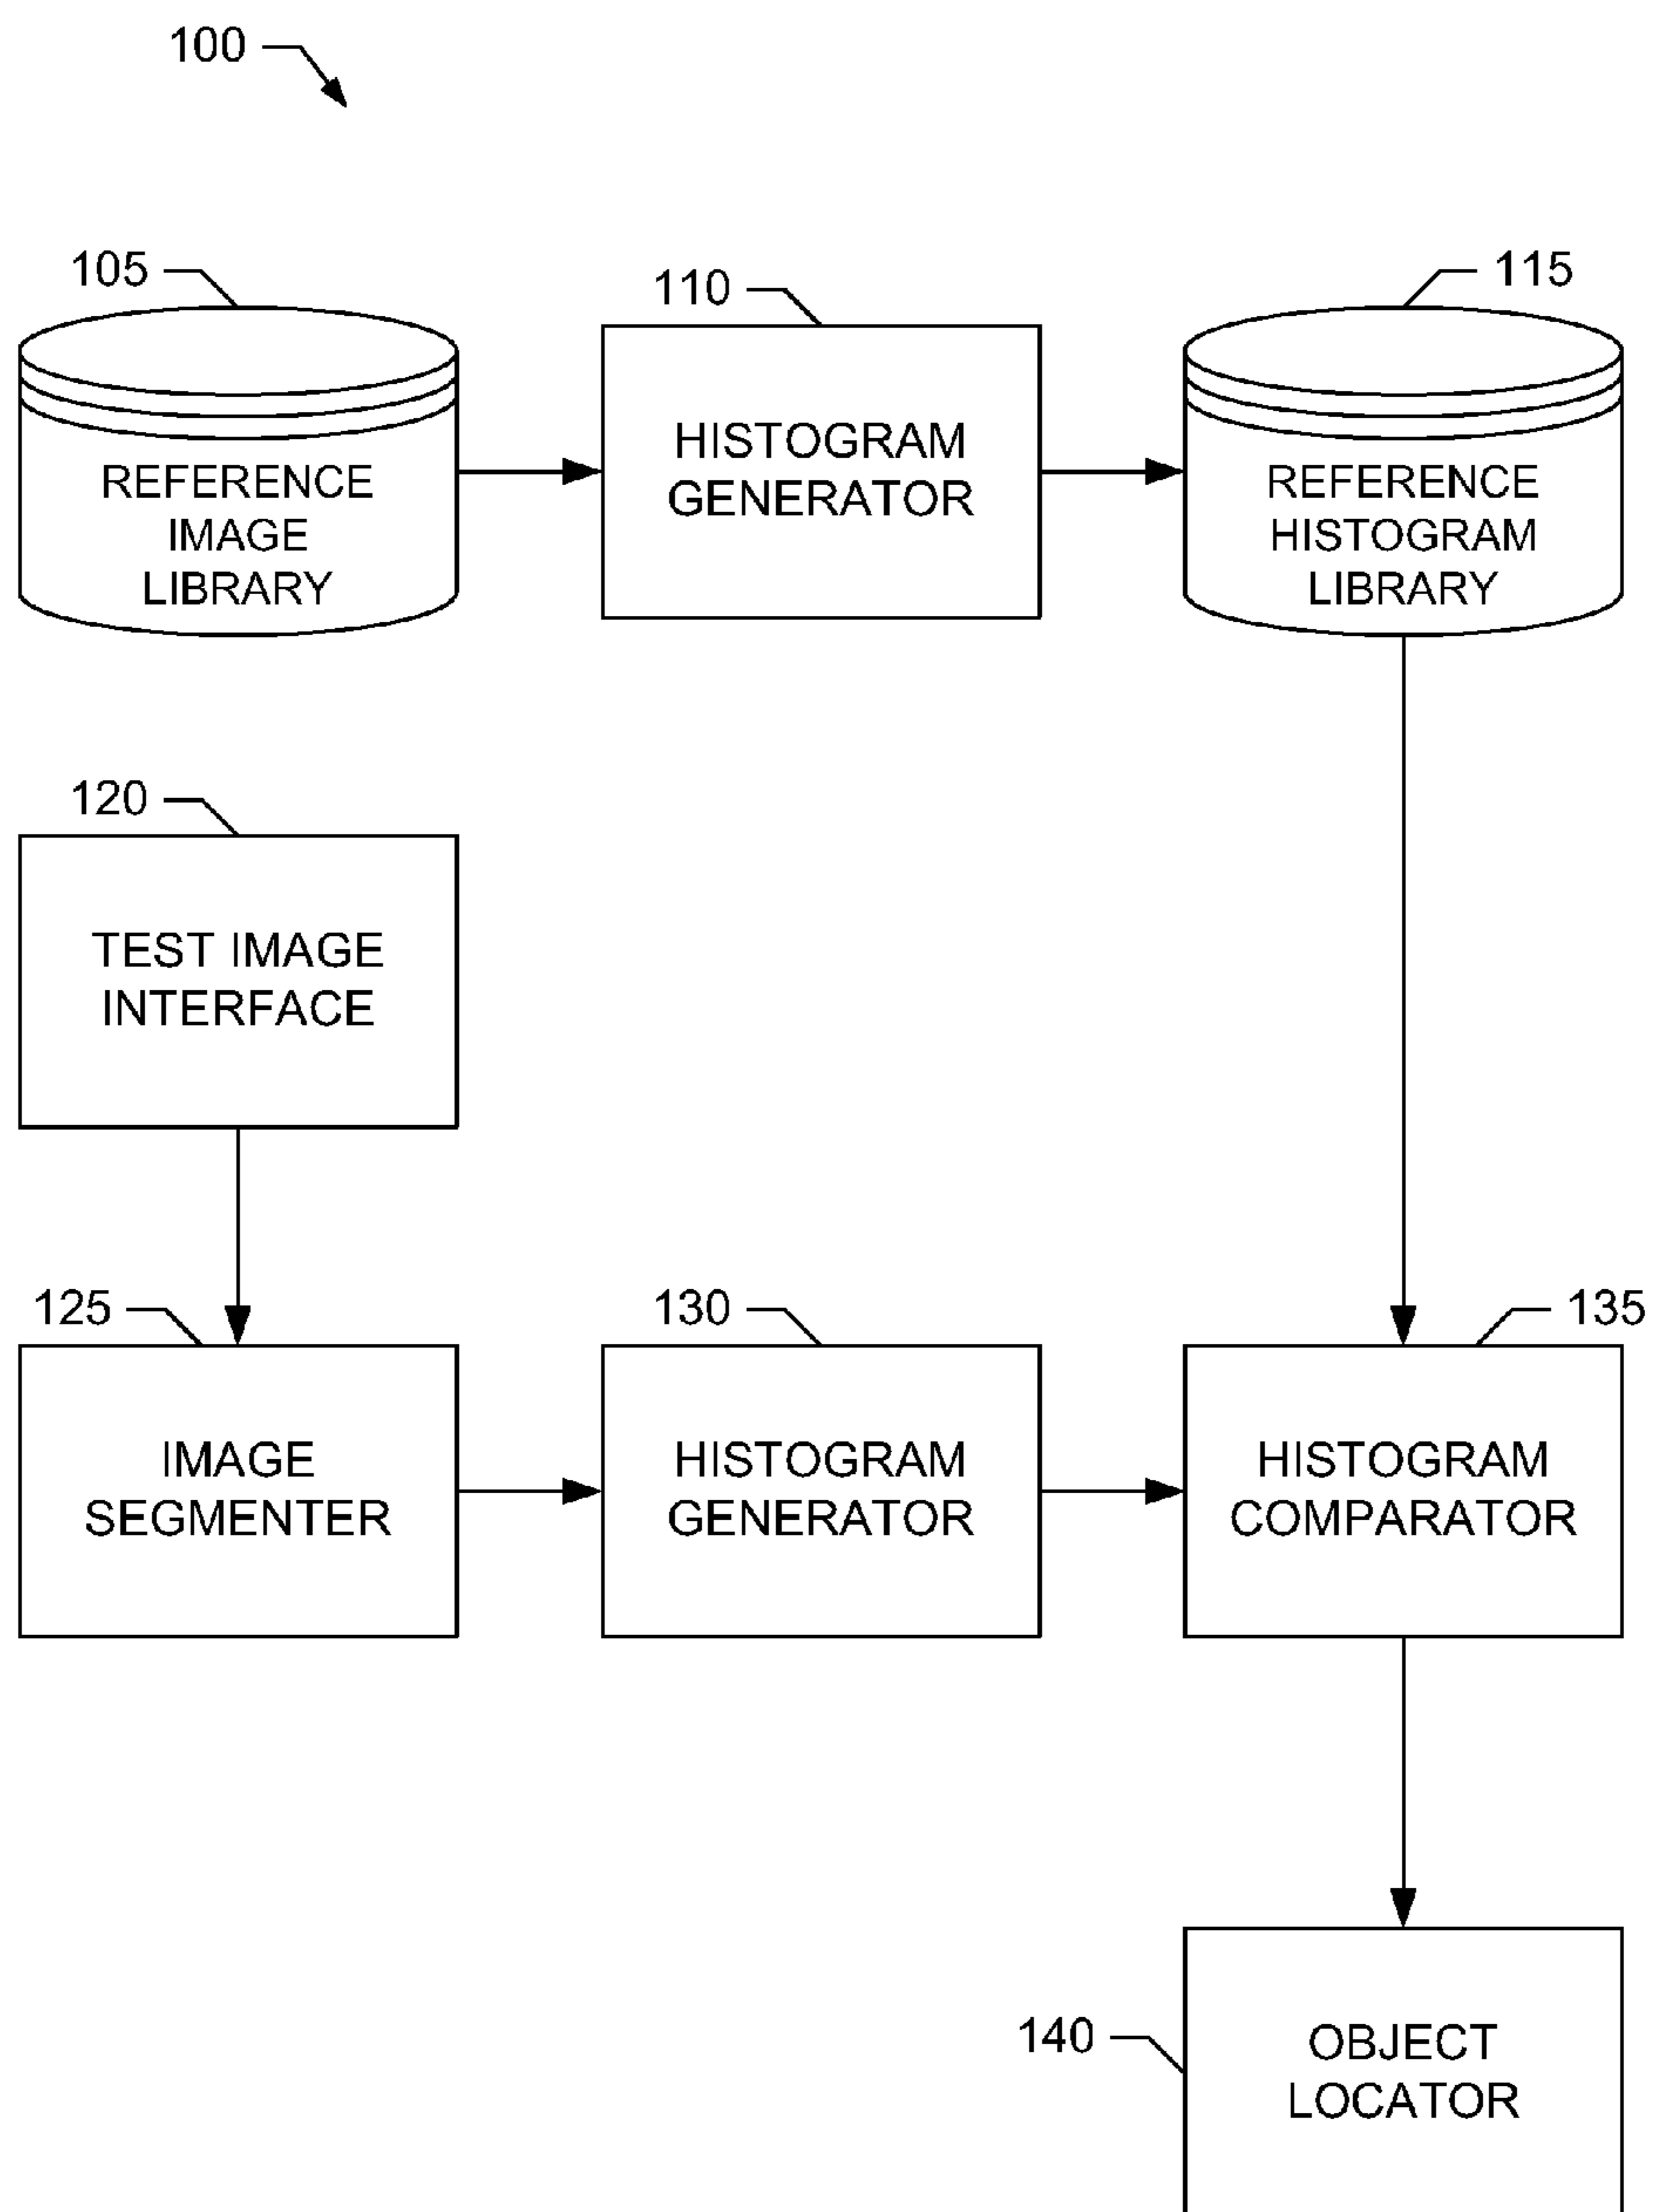 100
105
110
115
REFERENCE
IMAGE
LIBRARY
HISTOGRAM
GENERATOR
REFERENCE
HISTOGRAM
LIBRARY
120
TEST IMAGE
INTERFACE
125
130
135
IMAGE
SEGMENTER
HISTOGRAM
GENERATOR
HISTOGRAM
COMPARATOR
140
OBJECT
LOCATOR